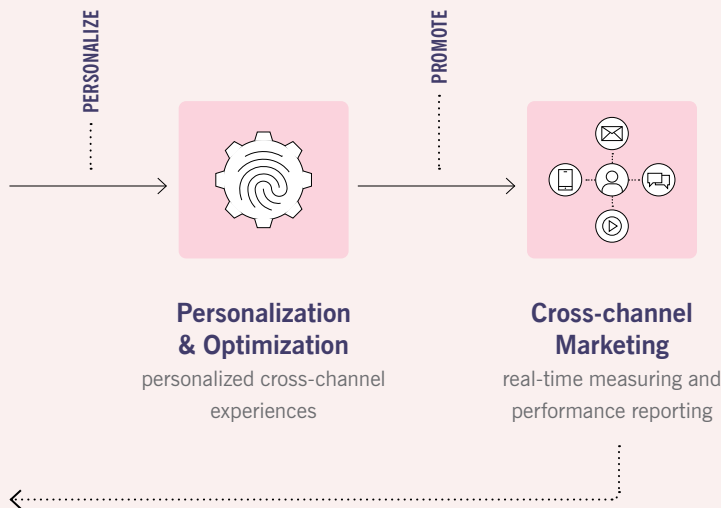 PERSONALIZE
PROMOTE
Personalization
& Optimization
personalized cross-channel
experiences
Cross-channel
Marketing
real-time measuring and
performance reporting